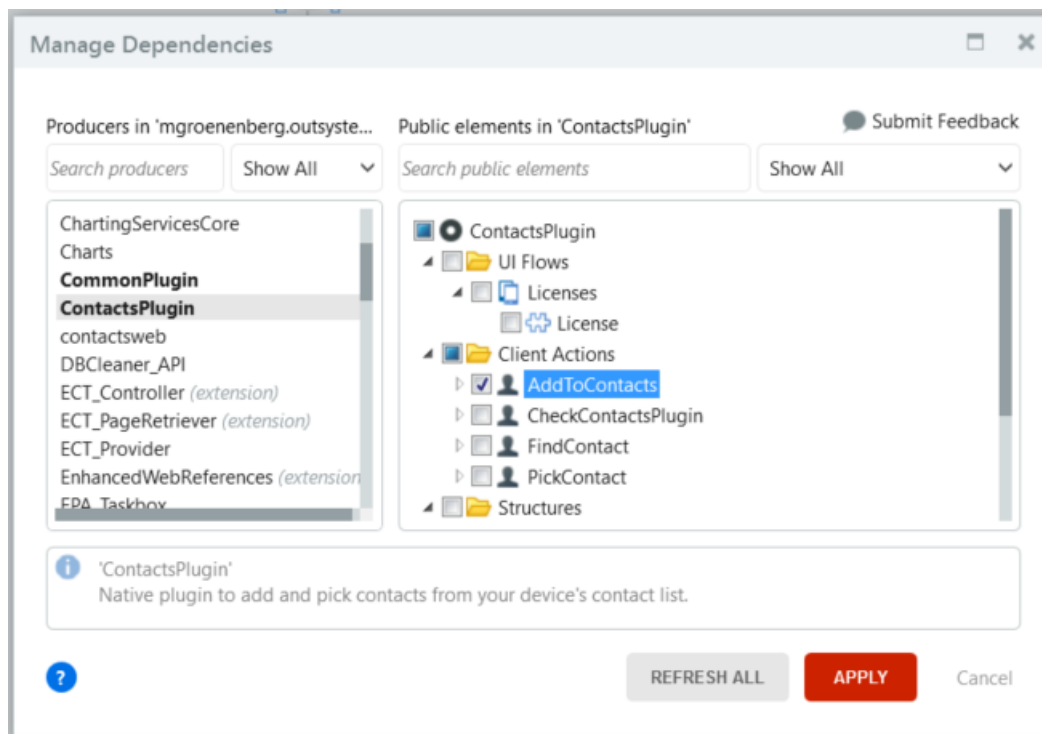 Manage Dependencies
Producers in 'mgroenenberg.outsyste...
Public elements in 'ContactsPlugin'
Submit Feedback
Search producers
Show All
Search public elements
Show All
ChartingServicesCore
Charts
CommonPlugin
ContactsPlugin
contactsweb
DBCleaner_API
ECT_Controller (extension)
ECT_PageRetriever (extension)
ECT_Provider
EnhancedWebReferences (extension
EPA_Taskbox
ContactsPlugin
UI Flows
Licenses
License
Client Actions
AddToContacts
CheckContactsPlugin
FindContact
PickContact
Structures
'ContactsPlugin'
Native plugin to add and pick contacts from your device's contact list.
?
REFRESH ALL
APPLY
Cancel